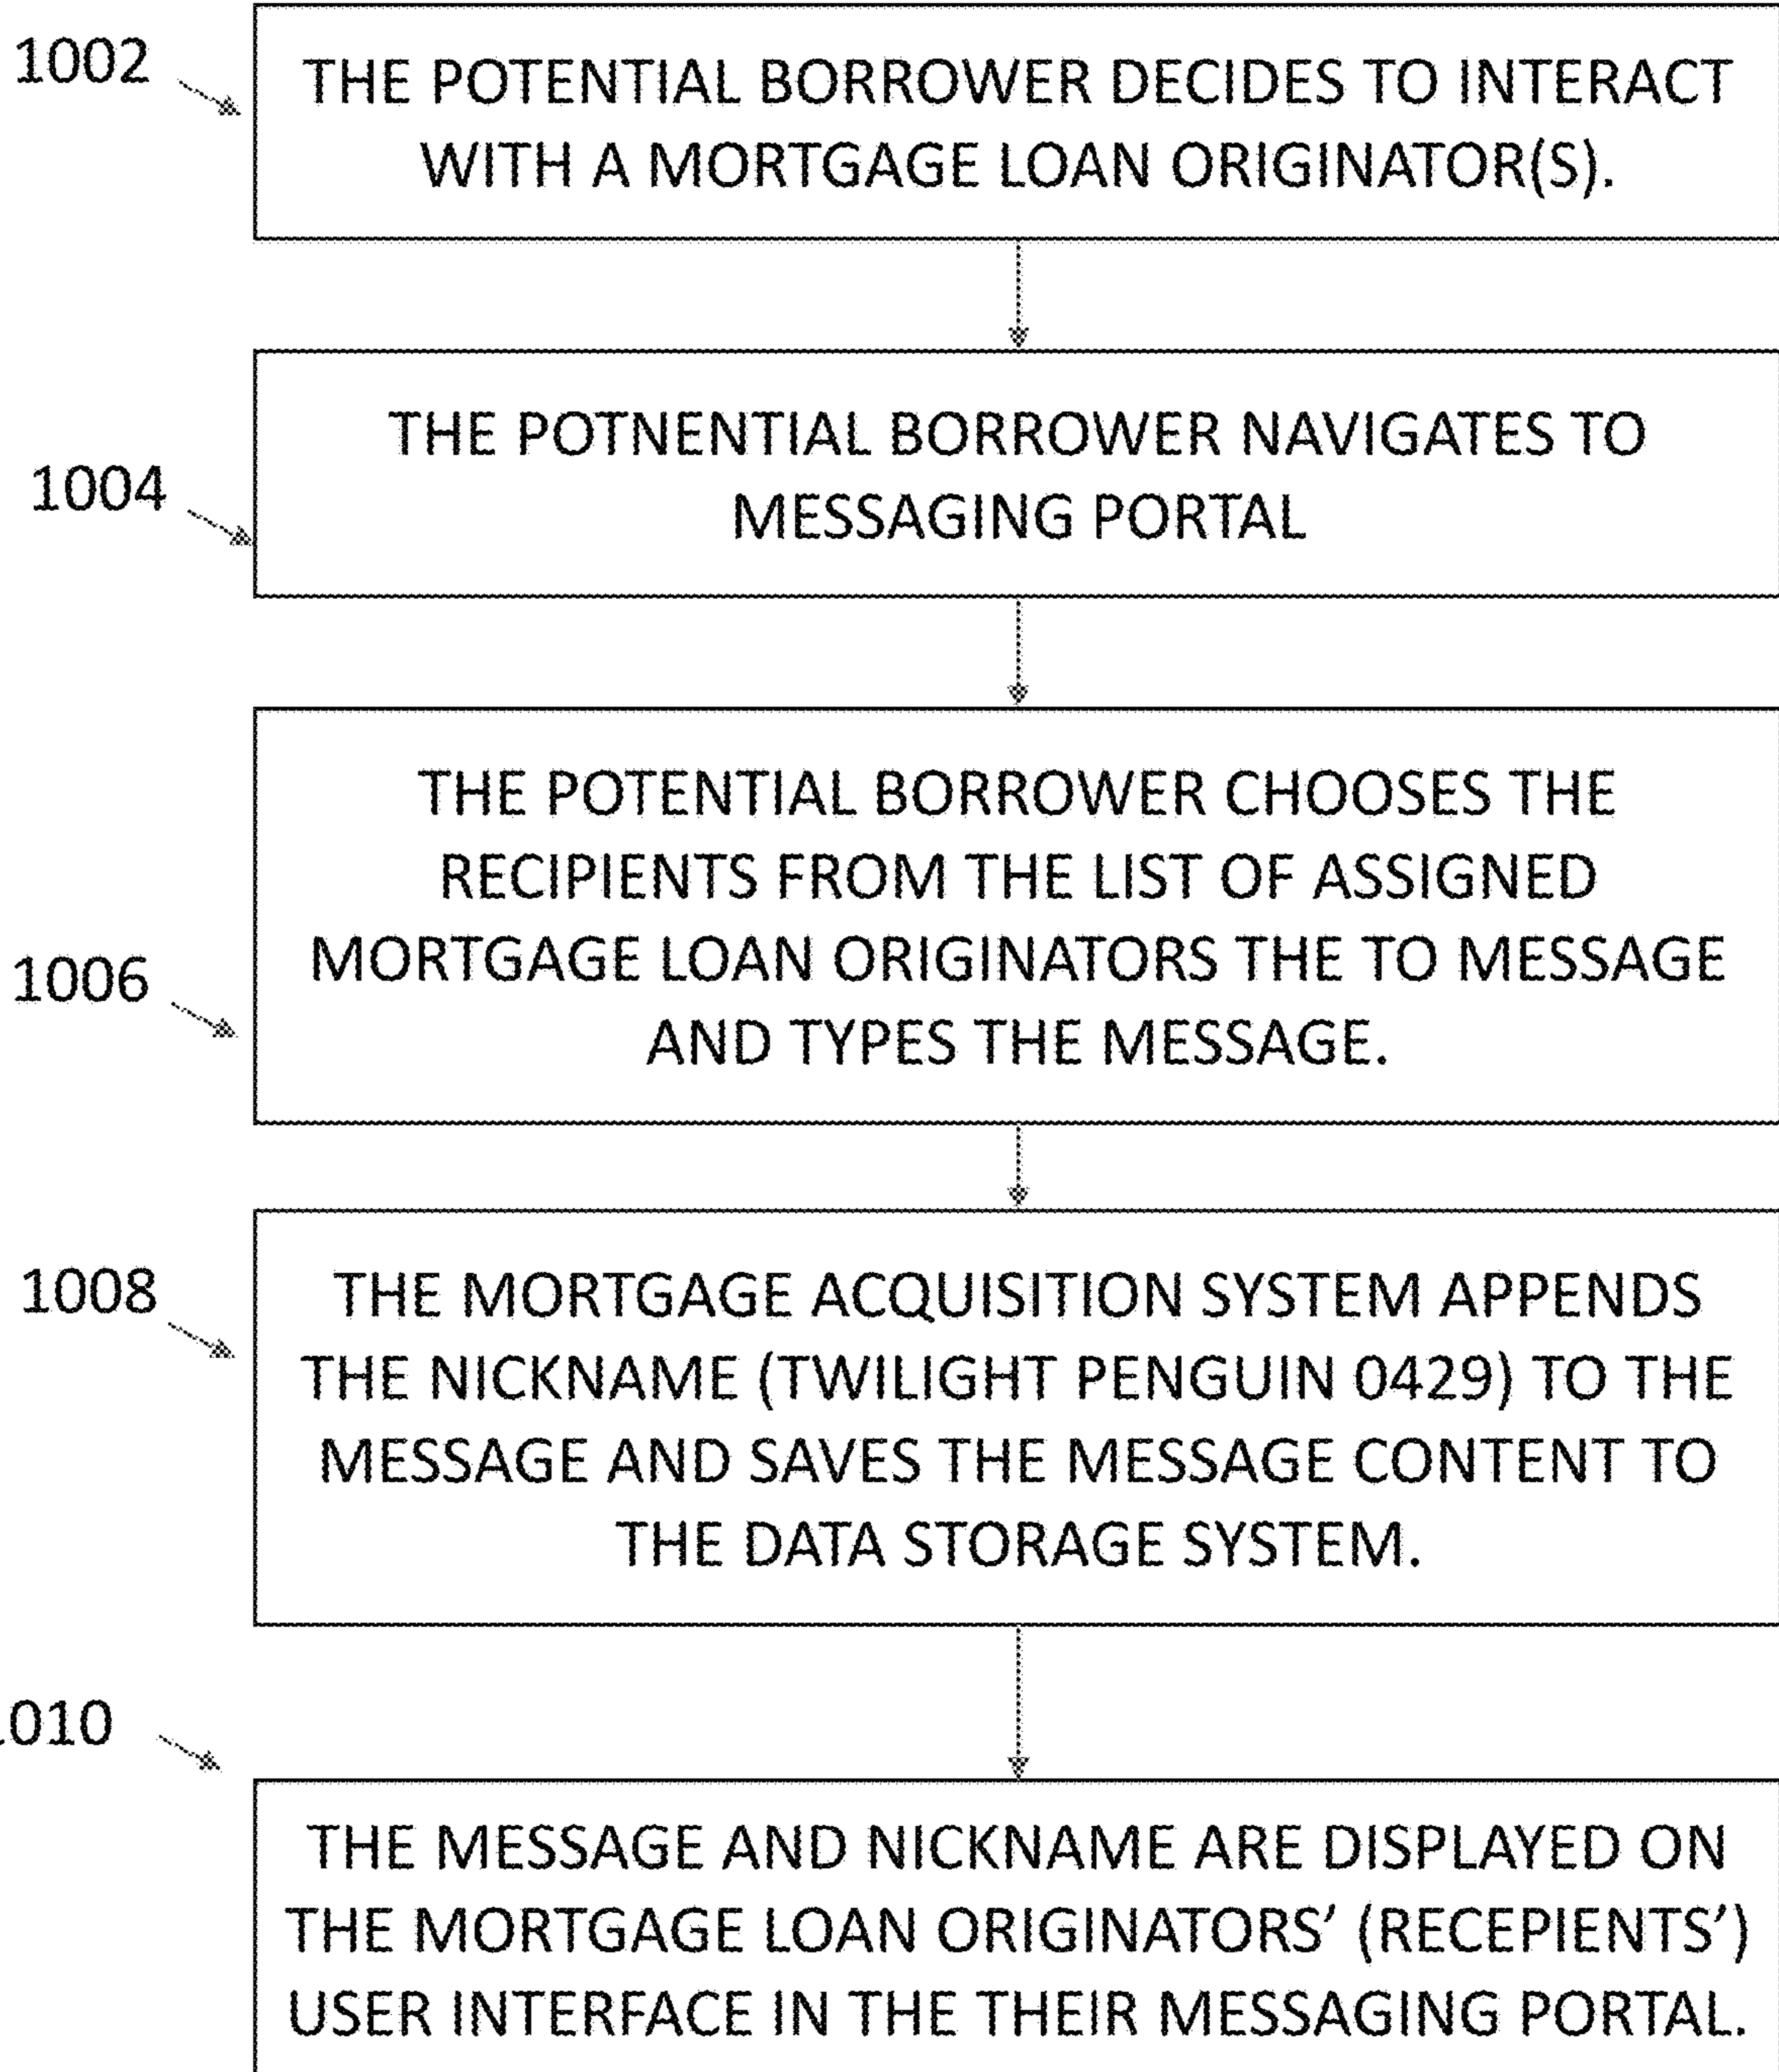 1002
THE POTENTIAL BORROWER DECIDES TO INTERACT
WITH A MORTGAGE LOAN ORIGINATOR(S).
1004
THE POTNENTIAL BORROWER NAVIGATES TO
MESSAGING PORTAL
1006
THE POTENTIAL BORROWER CHOOSES THE
RECIPIENTS FROM THE LIST OF ASSIGNED
MORTGAGE LOAN ORIGINATORS THE TO MESSAGE
AND TYPES THE MESSAGE.
1008
THE MORTGAGE ACQUISITION SYSTEM APPENDS
THE NICKNAME (TWILIGHT PENGUIN 0429) TO THE
MESSAGE AND SAVES THE MESSAGE CONTENT TO
THE DATA STORAGE SYSTEM.
1010
THE MESSAGE AND NICKNAME ARE DISPLAYED ON
THE MORTGAGE LOAN ORIGINATORS’ (RECEPIENTS’)
USER INTERFACE IN THE THEIR MESSAGING PORTAL.